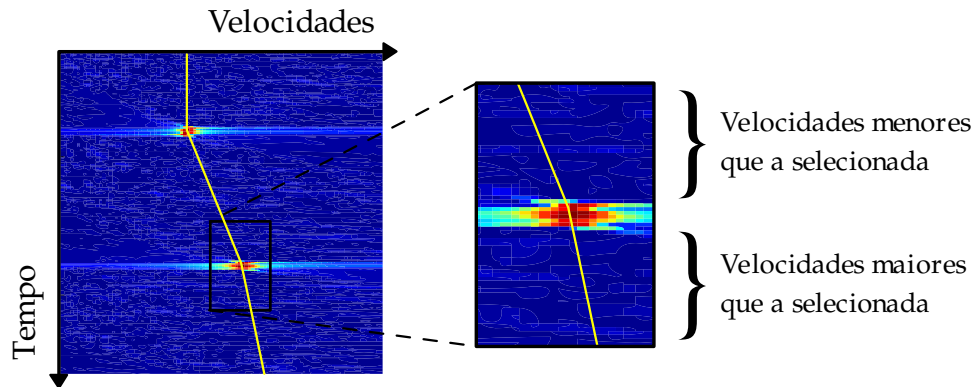 Velocidades
Tempo
Velocidades menores
que a selecionada
Velocidades maiores
que a selecionada